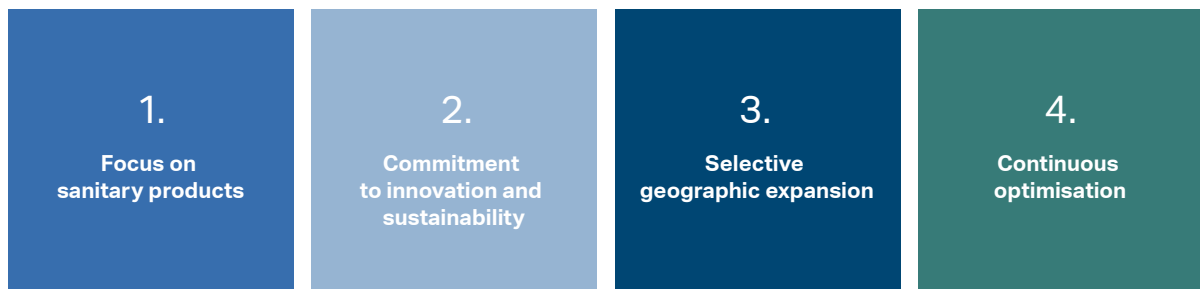 1.
Focus on
sanitary products
2.
Commitment
to innovation and
sustainability
3.
Selective
geographic expansion
4.
Continuous
optimisation